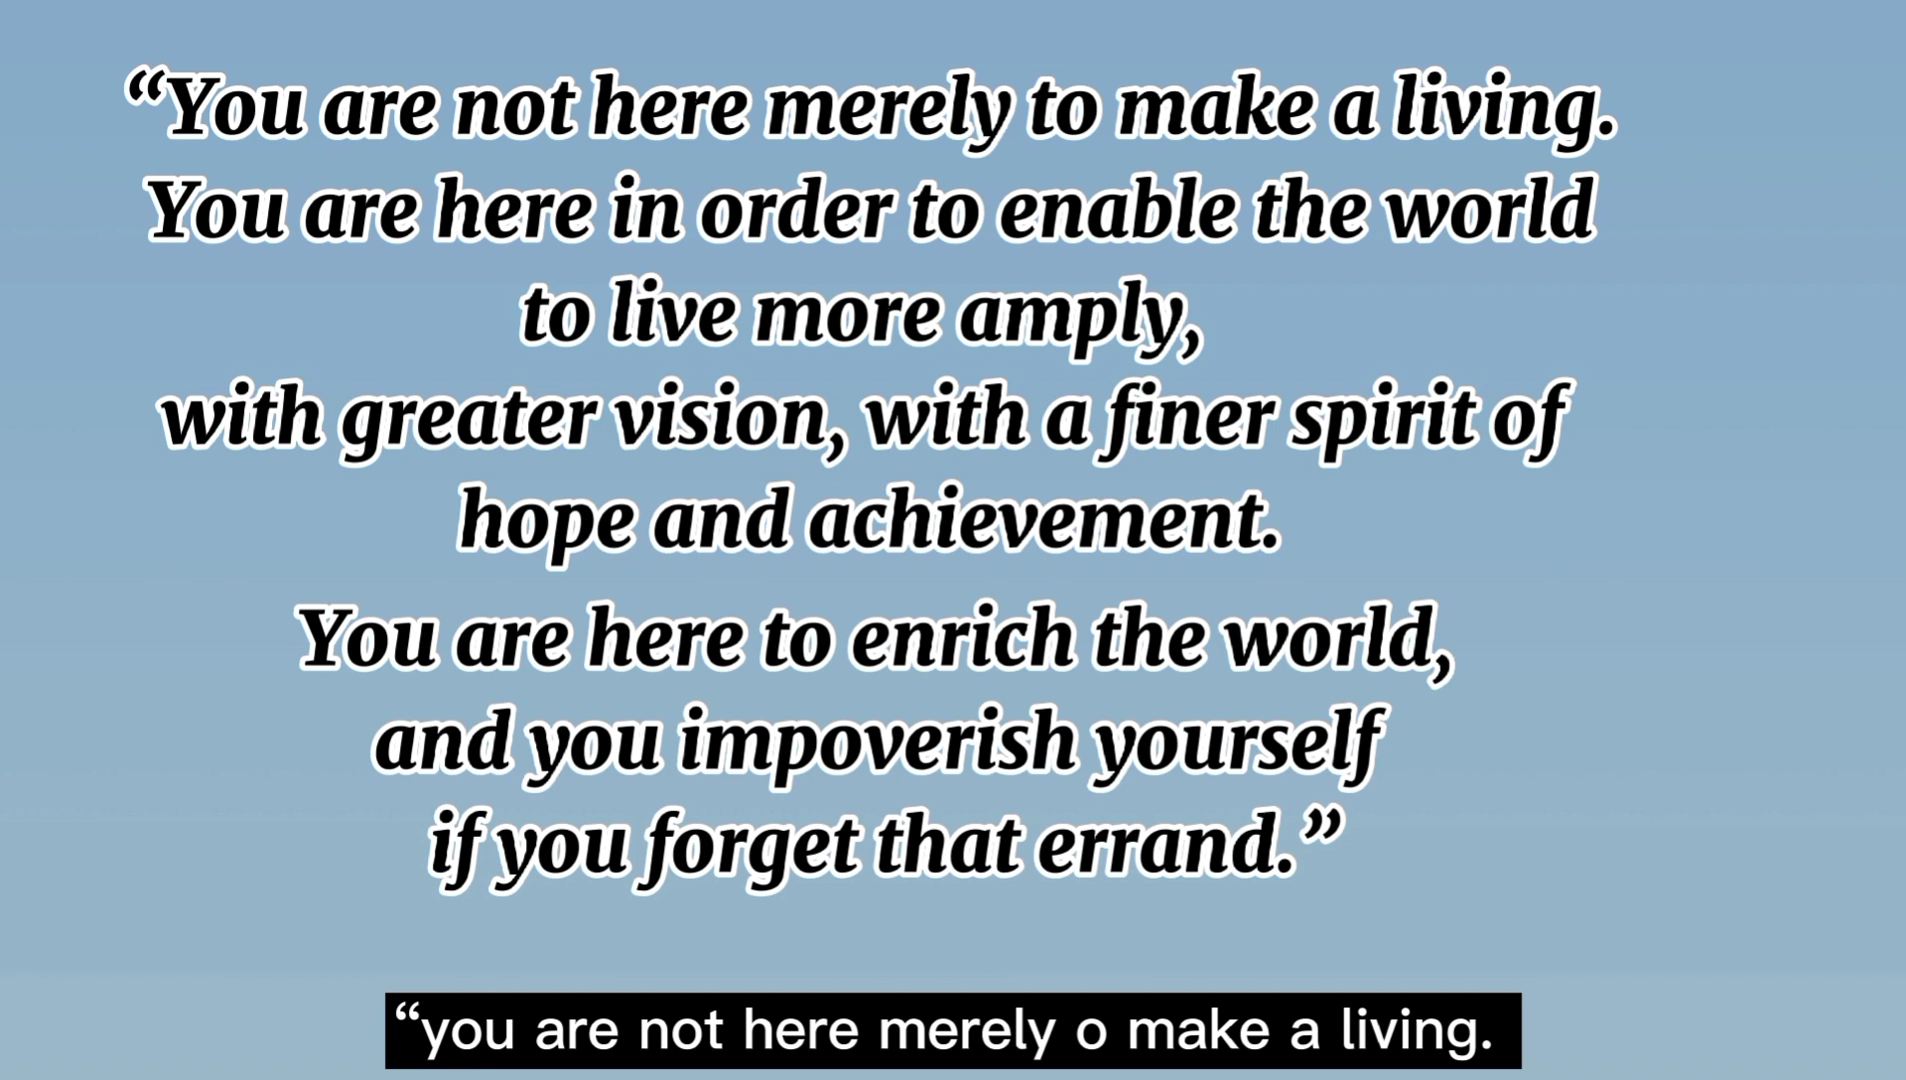 “You are not here merely to make a living.
You are here in order to enable the world
to live more amply,
with greater vision, with a finer spirit of
hope and achievement.
You are here to enrich the world,
and you impoverish yourself
if you forget that errand.”
“you are not here merely o make a living.